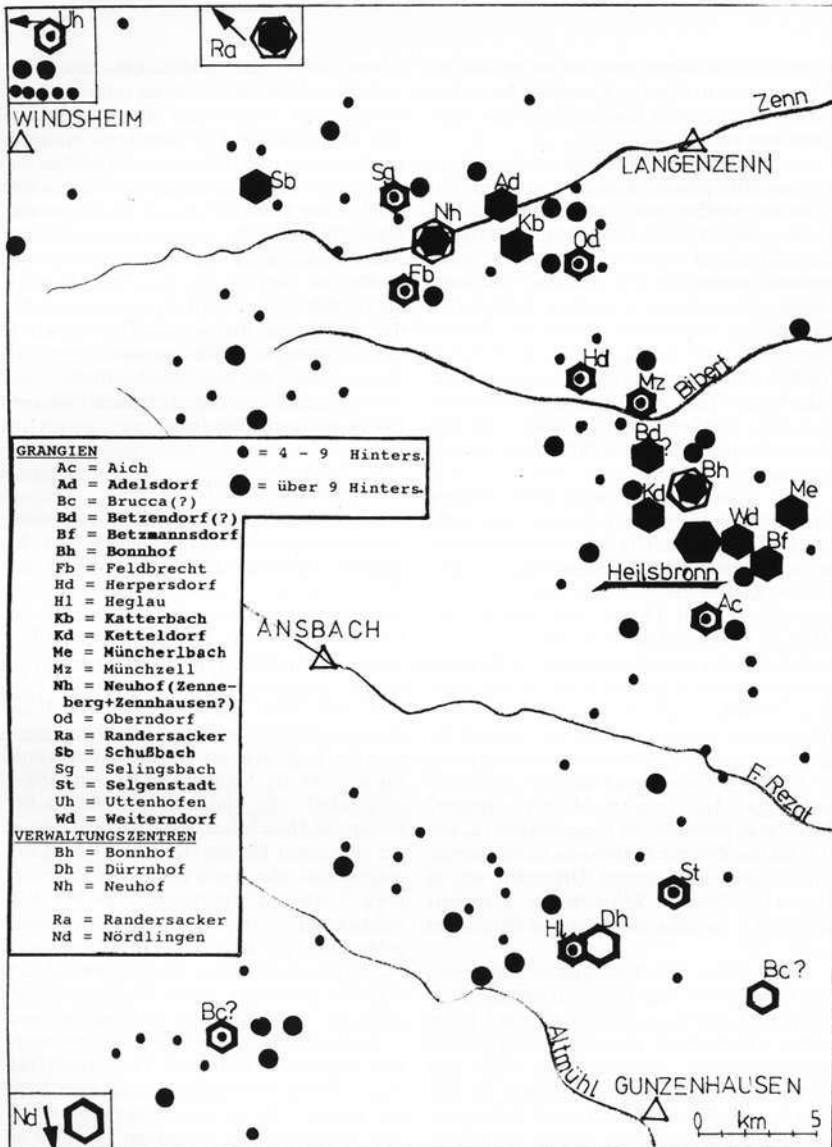 Uh
Ra
WINDSHEIM
Zenn
LANGENZENN
Sb
Sg
Ad
Nh
Kb
Od
Fb
Hd
Mz
Bibert
Bd
?
Bh
Kd
Me
Wd
Bf
Heilsbronn
Ac
GRANGIEN
Ac = Aich
Ad = Adelsdorf
Bc = Brucca(?)
Bd = Betzendorf(?)
Bf = Betzmannsdorf
Bh = Bonnhof
Fb = Feldbrecht
Hd = Herpersdorf
Hl = Heglau
Kb = Katterbach
Kd = Ketteldorf
Me = Müncherlbach
Mz = Münchzell
Nh = Neuhof(Zenne-
berg+Zennhausen?)
Od = Oberndorf
Ra = Randersacker
Sb = Schußbach
Sg = Selingsbach
St = Selgenstadt
Uh = Uttenhofen
Wd = Weiterndorf
VERWALTUNGSZENTREN
Bh = Bonnhof
Dh = Dürrnhof
Nh = Neuhof
Ra = Randersacker
Nd = Nördlingen
= 4 - 9 Hinters.
= über 9 Hinters.
ANSBACH
F. Rezat
St
Hl
Dh
Bc?
Bc?
Altmühl
GUNZENHAUSEN
Nd
0 km 5